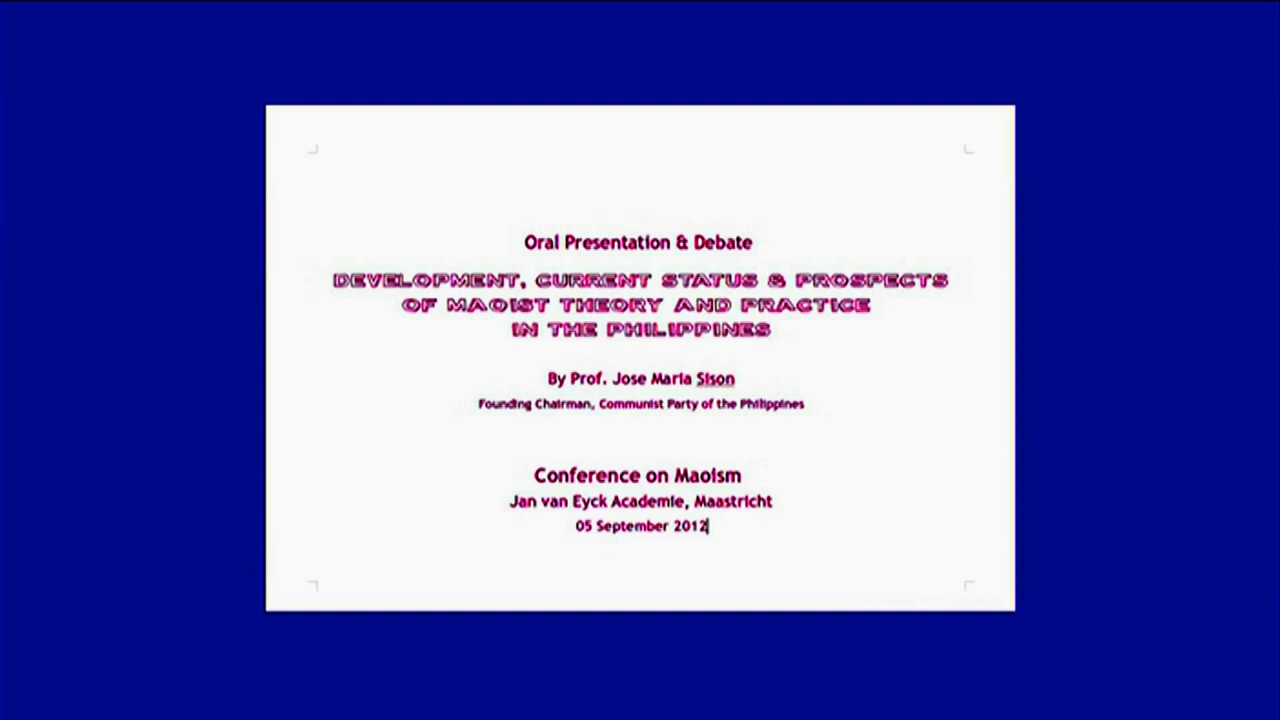 Oral Presentation & Debate
DEVELOPMENT, CURRENT STATUS & PROSPECTS
OF MAOIST THEORY AND PRACTICE
IN THE PHILIPPINES
By Prof. Jose Maria Sison
Founding Chairman, Communist Party of the Philippines
Conference on Maoism
Jan van Eyck Academie, Maastricht
05 September 2012